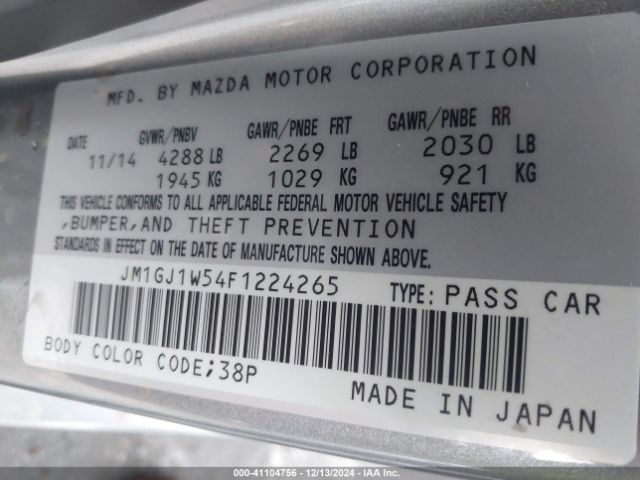 MFD. BY MAZDA MOTOR CORPORATION
DATE GVWR/PNBV GAWR/PNBE FRT GAWR/PNBE RR
11/14 4288 LB 2269 LB 2030 LB
1945 KG 1029 KG 921 KG
THIS VEHICLE CONFORMS TO ALL APPLICABLE FEDERAL MOTOR VEHICLE SAFETY
,BUMPER,AND THEFT PREVENTION
STANDARDS IN EFFECT ON THE DATE OF MANUFACTURE SHOWN ABOVE.
JM1GJ1W54F1224265 TYPE: PASS CAR
BODY COLOR CODE;38P
MADE IN JAPAN
000-41104756 - 12/13/2024 - IAA Inc.